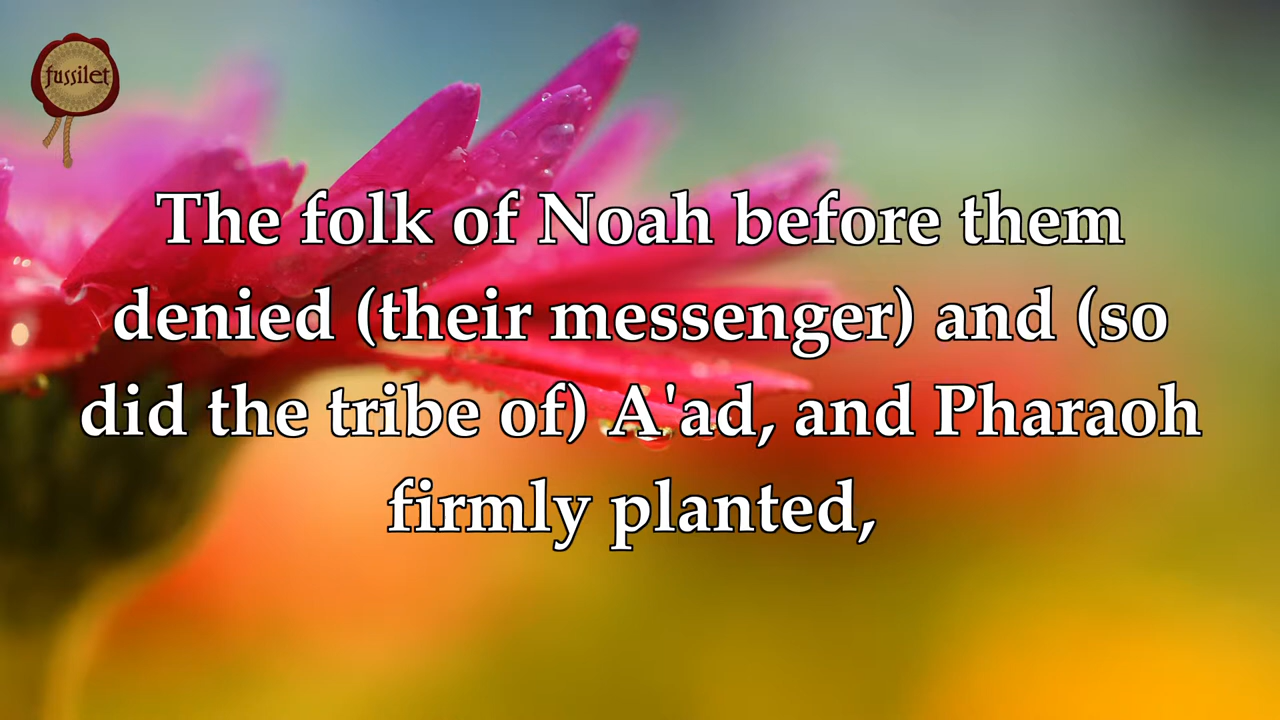 fussilet
The folk of Noah before them
denied (their messenger) and (so
did the tribe of) A'ad, and Pharaoh
firmly planted,